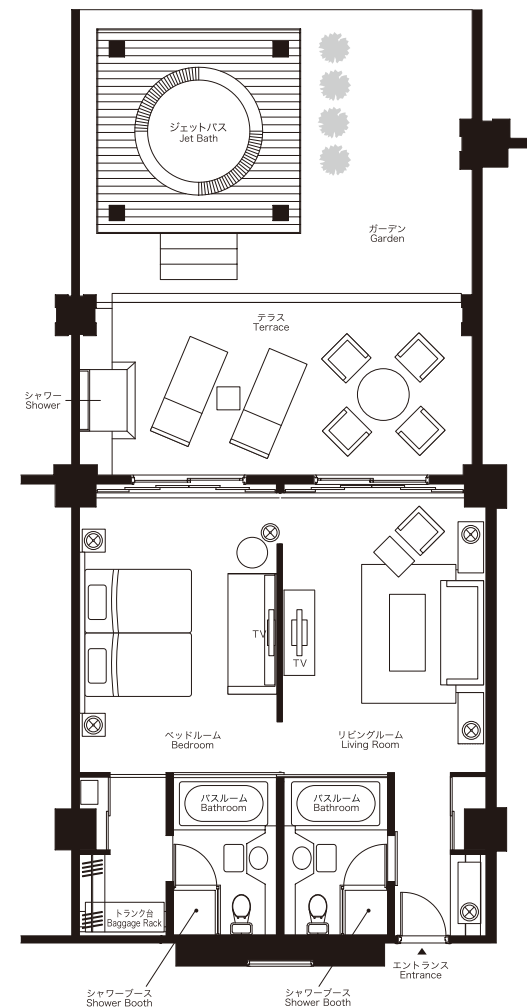 ジェットバス
Jet Bath
ガーデン
Garden
テラス
Terrace
シャワー
Shower
TV
TV
ベッドルーム
Bedroom
リビングルーム
Living Room
バスルーム
Bathroom
バスルーム
Bathroom
トランク台
Baggage Rack
エントランス
Entrance
シャワーブース
Shower Booth
シャワーブース
Shower Booth